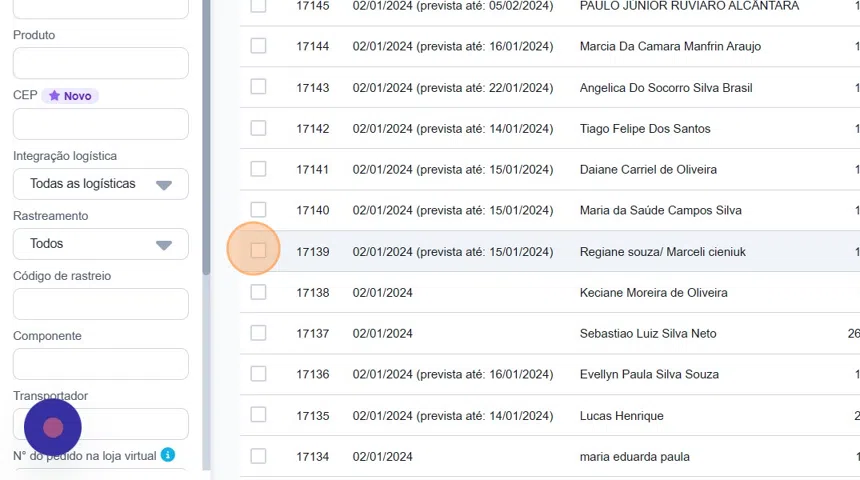 Produto
CEP Novo
Integração logística
Todas as logísticas
Rastreamento
Todos
Código de rastreio
Componente
Transportador
N° do pedido na loja virtual
17145 02/01/2024 (prevista até: 05/02/2024) PAULO JUNIOR RUVIARO ALCANTARA 1
17144 02/01/2024 (prevista até: 16/01/2024) Marcia Da Camara Manfrin Araujo 1
17143 02/01/2024 (prevista até: 22/01/2024) Angelica Do Socorro Silva Brasil 1
17142 02/01/2024 (prevista até: 14/01/2024) Tiago Felipe Dos Santos 1
17141 02/01/2024 (prevista até: 15/01/2024) Daiane Carriel de Oliveira 1
17140 02/01/2024 (prevista até: 15/01/2024) Maria da Saúde Campos Silva 1
17139 02/01/2024 (prevista até: 15/01/2024) Regiane souza/ Marceli cieniuk 1
17138 02/01/2024 Keciane Moreira de Oliveira
17137 02/01/2024 Sebastiao Luiz Silva Neto 26
17136 02/01/2024 (prevista até: 16/01/2024) Evellyn Paula Silva Souza 1
17135 02/01/2024 (prevista até: 14/01/2024) Lucas Henrique 2
17134 02/01/2024 maria eduarda paula 1